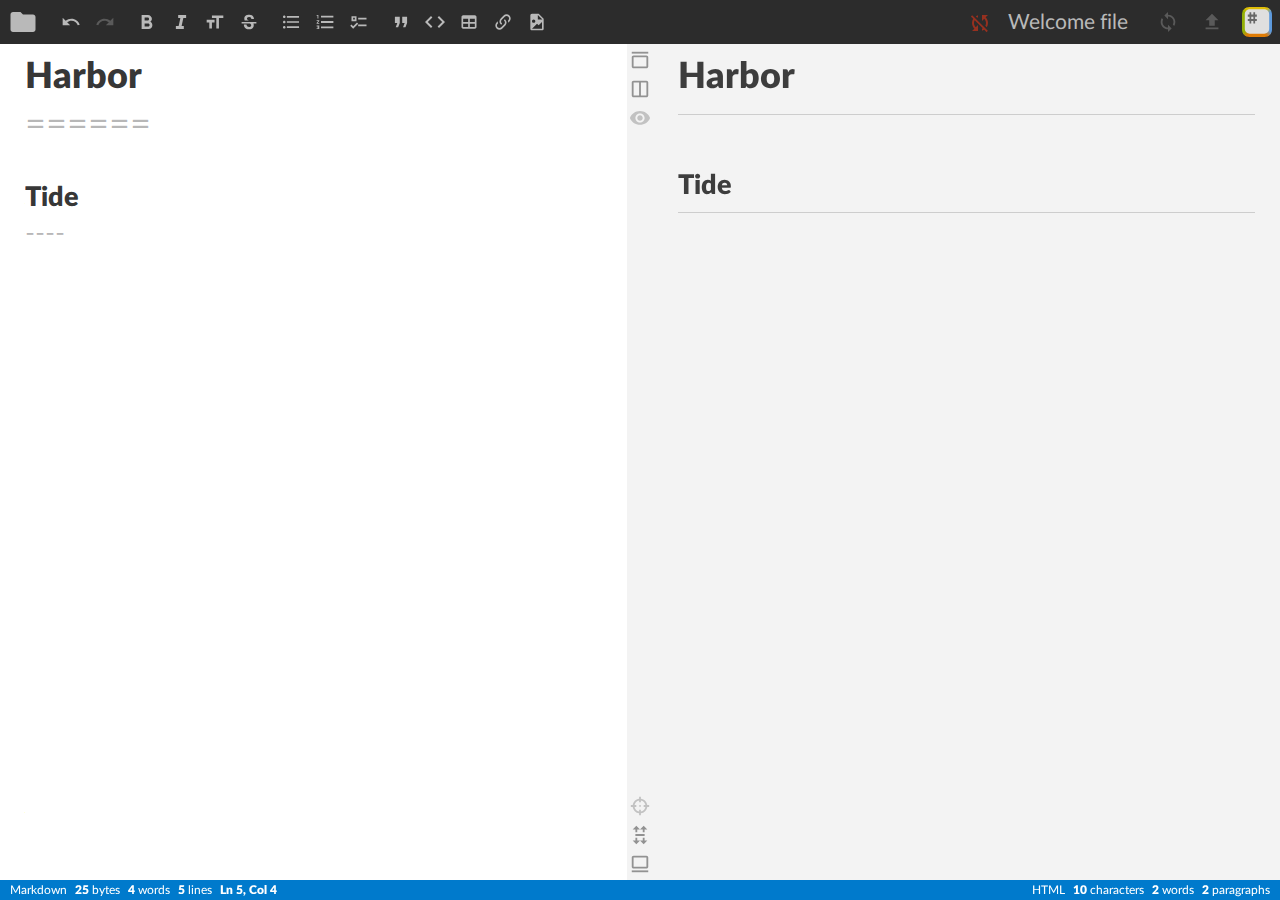 Welcome file
Harbor
======
Tide
----
Harbor
Tide
Markdown 25 bytes 4 words 5 lines Ln 5, Col 4
HTML 10 characters 2 words 2 paragraphs